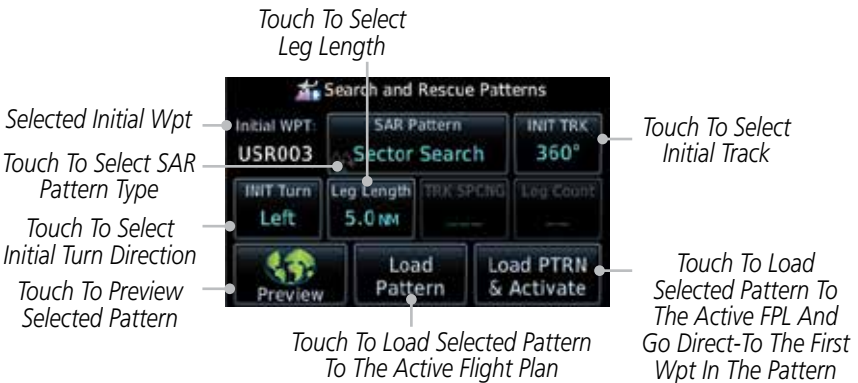 Touch To Select
Leg Length
Search and Rescue Patterns
Selected Initial Wpt
Initial WPT:
USR003
SAR Pattern
Sector Search
INIT TRK
360°
Touch To Select
Initial Track
Touch To Select SAR
Pattern Type
INIT Turn
Left
Leg Length
5.0 NM
TRK SPCNG
___
Leg Count
__
Touch To Select
Initial Turn Direction
Preview
Load
Pattern
Load PTRN
& Activate
Touch To Preview
Selected Pattern
Touch To Load
Selected Pattern To
The Active FPL And
Go Direct-To The First
Wpt In The Pattern
Touch To Load Selected Pattern
To The Active Flight Plan